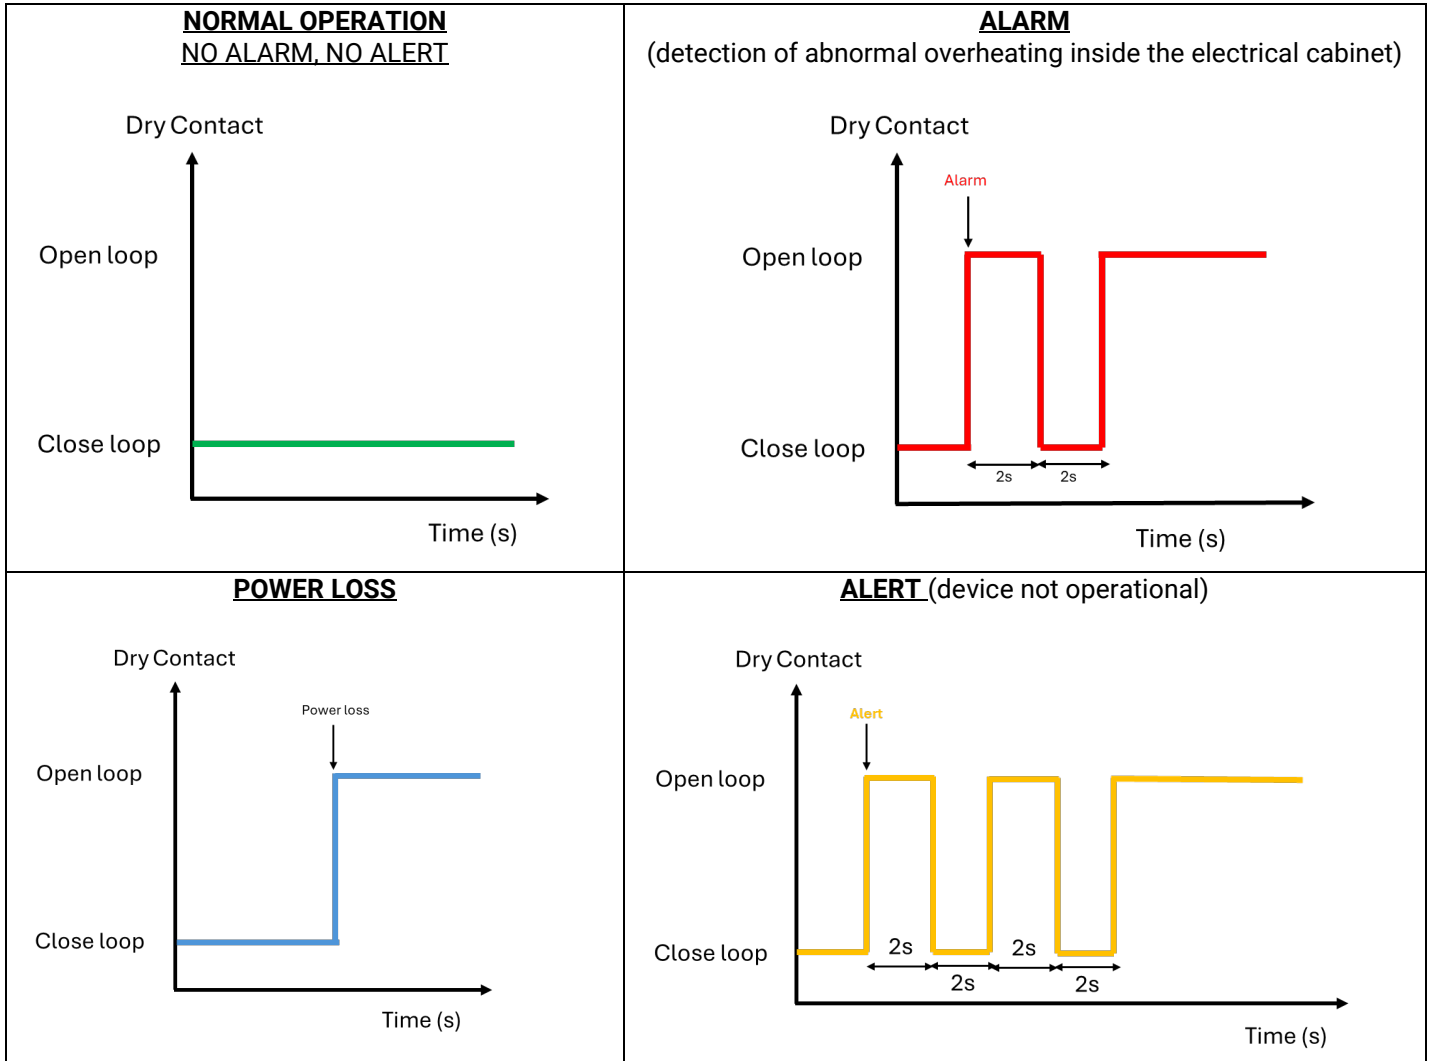 NORMAL OPERATION
NO ALARM, NO ALERT
Dry Contact
Open loop
Close loop
Time (s)
ALARM
(detection of abnormal overheating inside the electrical cabinet)
Dry Contact
Alarm
Open loop
Close loop
2s 2s
Time (s)
POWER LOSS
Dry Contact
Power loss
Open loop
Close loop
Time (s)
ALERT (device not operational)
Dry Contact
Alert
Open loop
Close loop
2s 2s
2s 2s
Time (s)